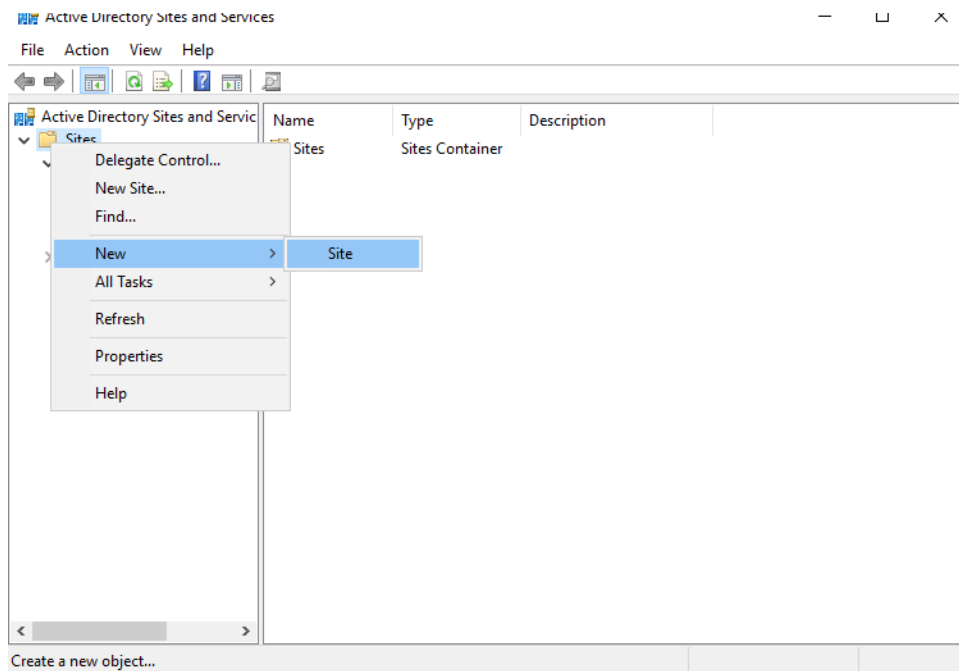 Active Directory Sites and Services
File Action View Help
Active Directory Sites and Servic
Sites
Name Type Description
Sites Sites Container
Delegate Control...
New Site...
Find...
New
Site
All Tasks
Refresh
Properties
Help
Create a new object...